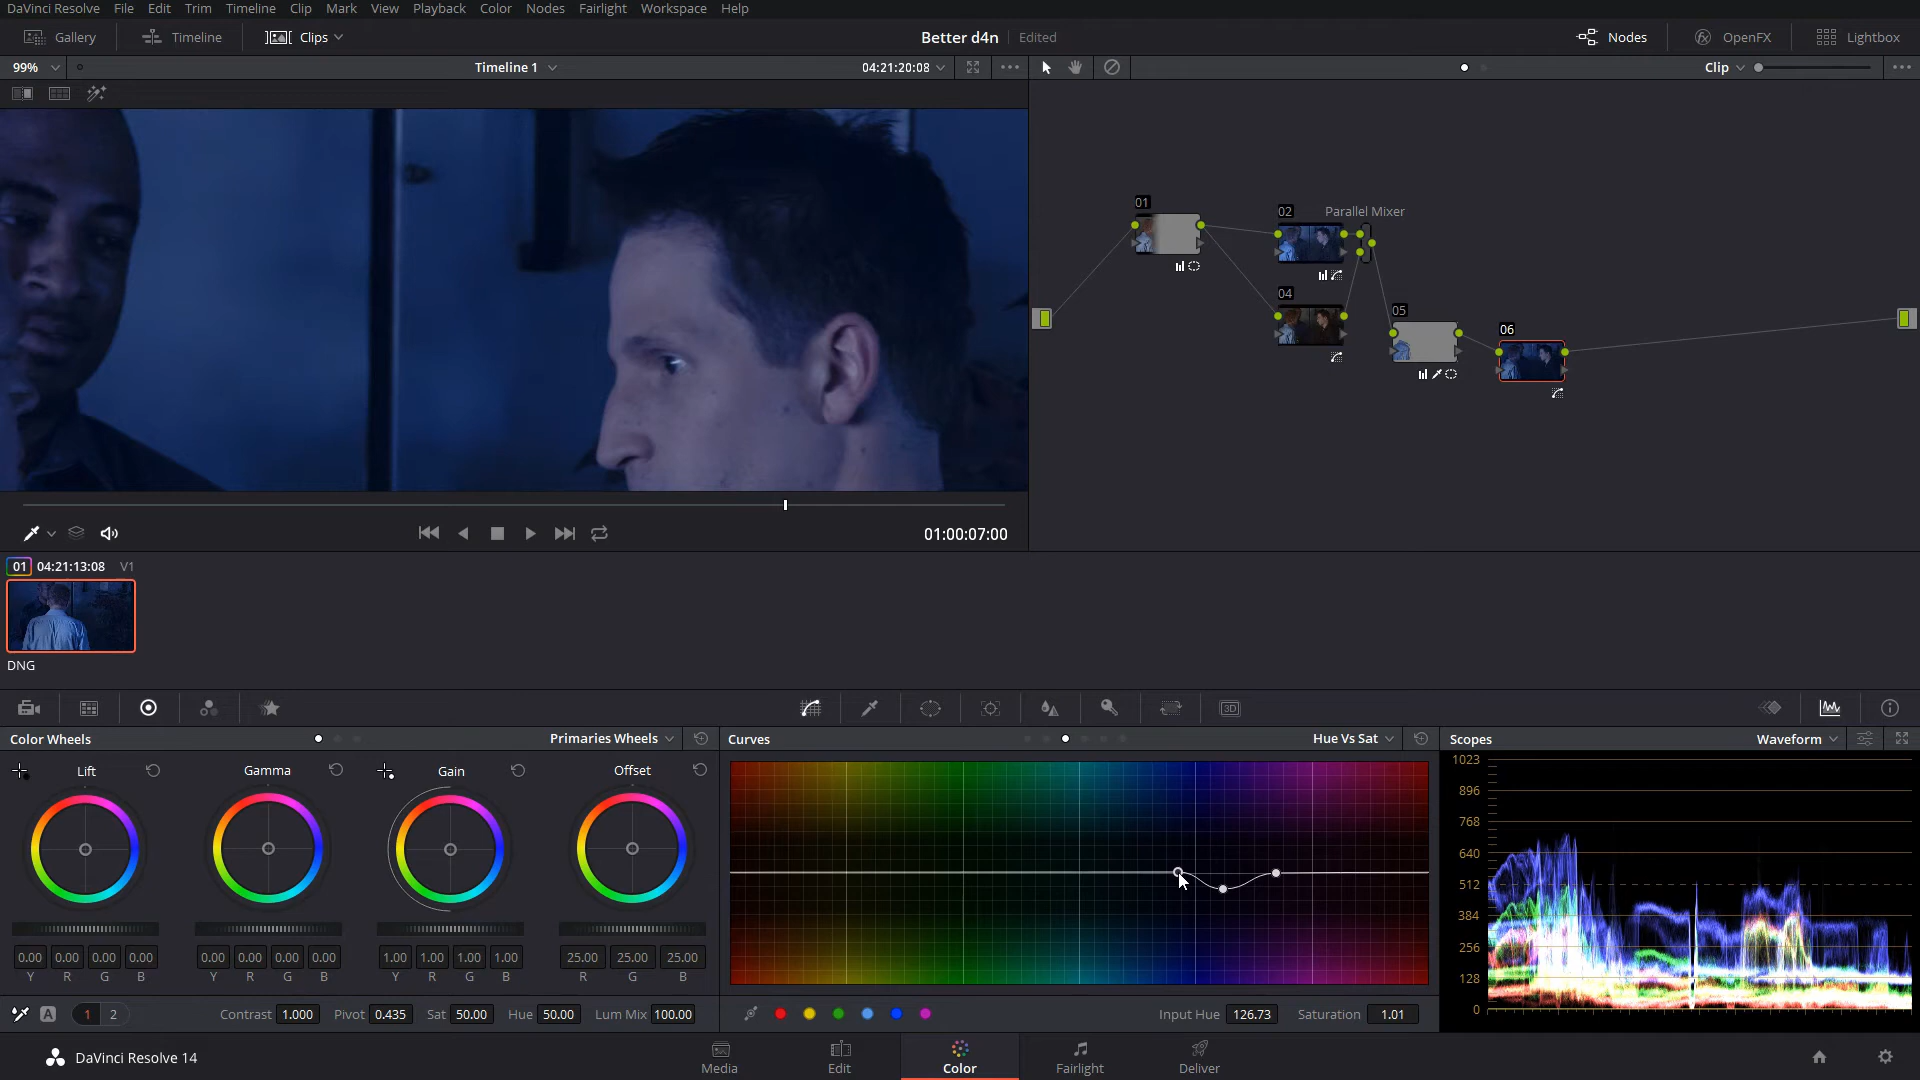 DaVinci Resolve File Edit Trim Timeline Clip Mark View Playback Color Nodes Fairlight Workspace Help
Gallery Timeline Clips Better d4n Edited Nodes OpenFX Lightbox
99% Timeline 1 04:21:20:08 Clip
01
02 Parallel Mixer
04
05
06
01:00:07:00
01 04:21:13:08 V1
DNG
3D
Color Wheels Primaries Wheels Curves Hue Vs Sat Scopes Waveform
Lift Gamma Gain Offset
1023
896
768
640
512
384
256
128
0
0.00 0.00 0.00 0.00 0.00 0.00 0.00 0.00 1.00 1.00 1.00 1.00 25.00 25.00 25.00
Y R G B Y R G B Y R G B R G B
A 1 2 Contrast 1.000 Pivot 0.435 Sat 50.00 Hue 50.00 Lum Mix 100.00 Input Hue 126.73 Saturation 1.01
DaVinci Resolve 14 Media Edit Color Fairlight Deliver